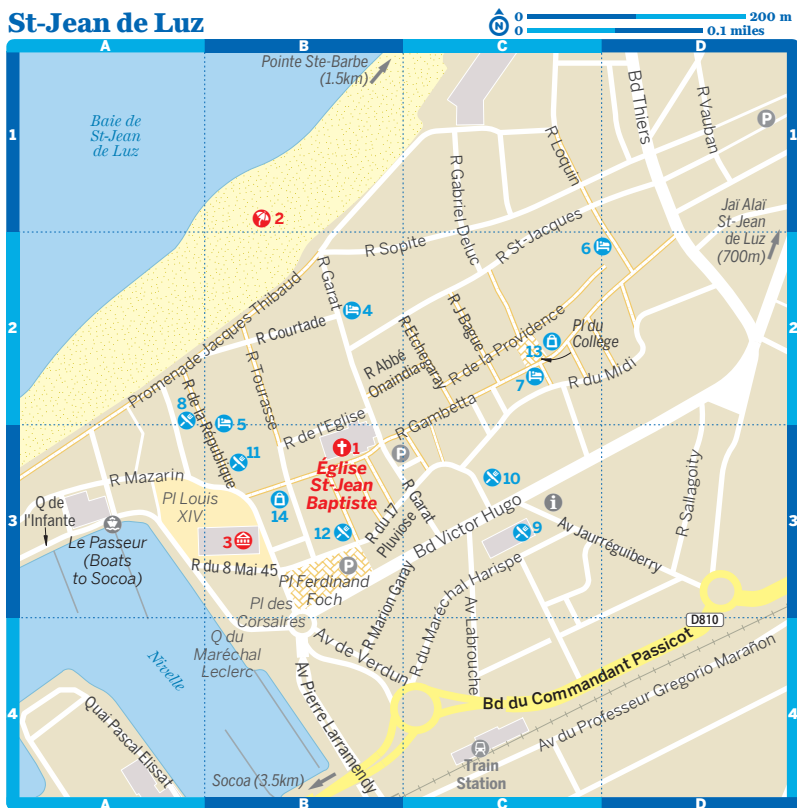 St-Jean de Luz
N
0 200 m
0 0.1 miles
A B C D
1
2
3
4
1
2
3
4
A B C D
Pointe Ste-Barbe
(1.5km)
Baie de
St-Jean
de Luz
Bd Thiers
R Vauban
P
R Loquin
R Gabriel Deluc
Jaï Alaï
St-Jean
de Luz
(700m)
2
R Sopite
R St-Jacques
6
R Garat
Promenade Jacques Thibaud
4
R Courtade
R Tourasse
R Etchegaray
R J Bague
R de la Providence
Pl du
Collège
13
R Abbé
Onaindia
7
R du Midi
8
5
R de la République
R Gambetta
R de l'Eglise
1
Église
St-Jean
Baptiste
P
11
10
R Mazarin
Pl Louis
XIV
14
R Garat
R du 17
Pluviose
12
Bd Victor Hugo
i
9
R Sallagoity
Q de
l'Infante
Le Passeur
(Boats
to Socoa)
3
R du 8 Mai 45
P
Pl Ferdinand
Foch
Av Jaurréguiberry
R du Maréchal Harispe
Pl des
Corsaires
R Marion Garay
Av Labrouche
D810
Q du
Maréchal
Leclerc
Av de Verdun
Nivelle
Av Pierre Larramendy
Bd du Commandant Passicot
Av du Professeur Gregorio Marañon
Quai Pascal Elissat
Train
Station
Socoa (3.5km)